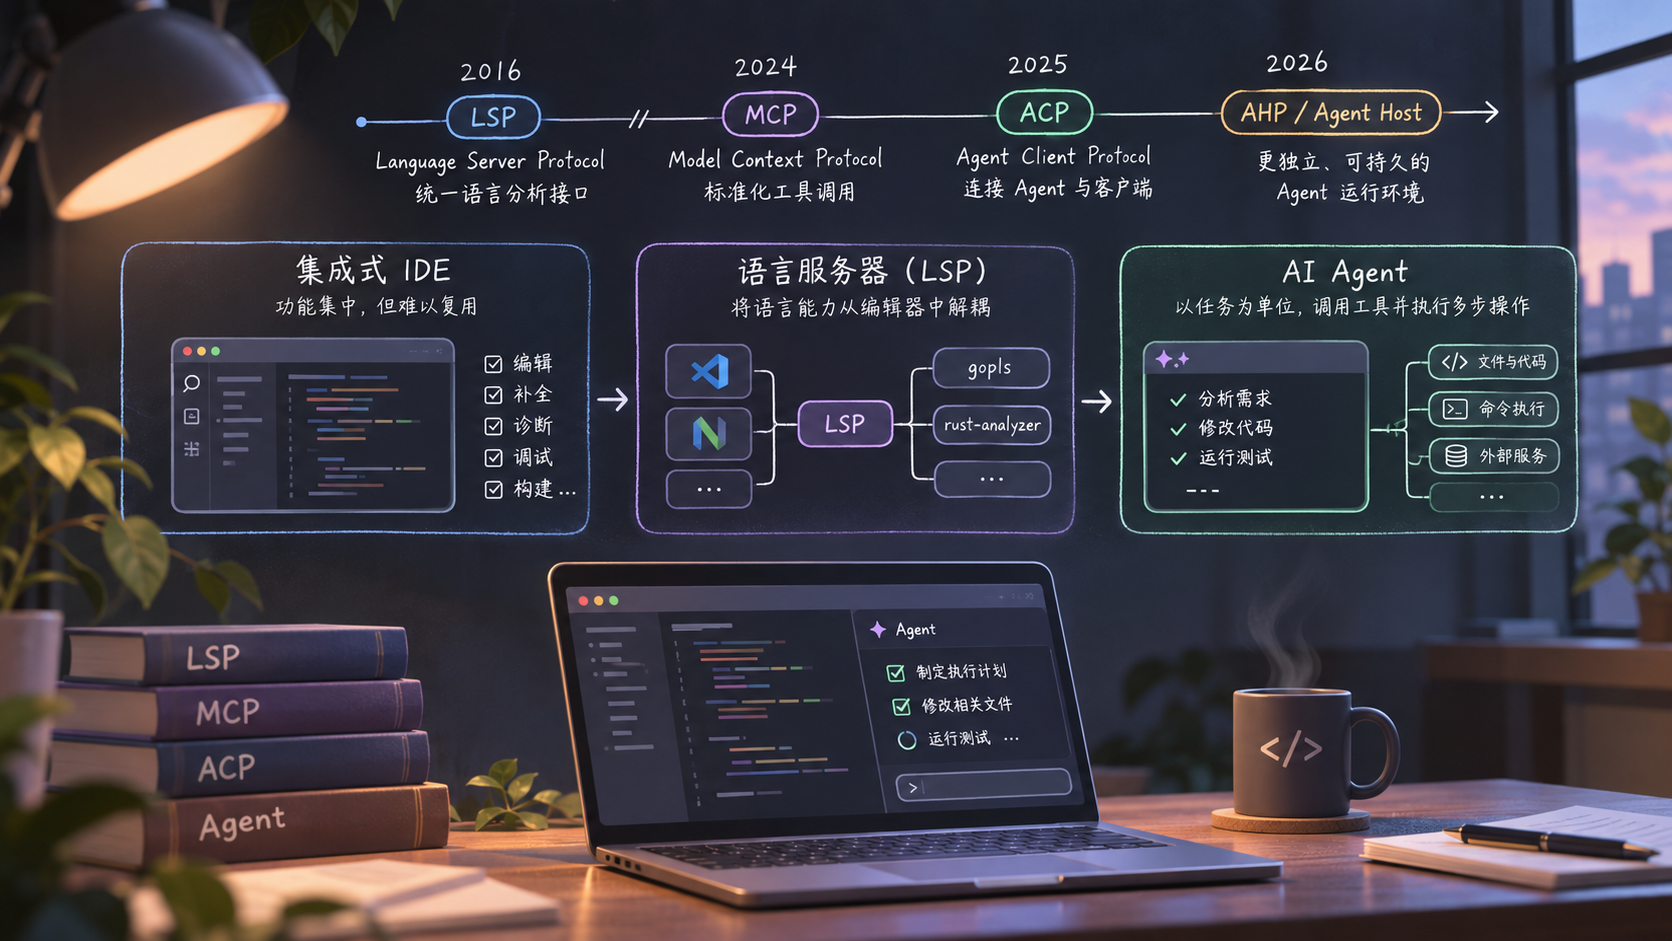 2016
LSP
Language Server Protocol
统一语言分析接口
2024
MCP
Model Context Protocol
标准化工具调用
2025
ACP
Agent Client Protocol
连接 Agent 与客户端
2026
AHP / Agent Host
更独立、可持久的
Agent 运行环境
集成式 IDE
功能集中，但难以复用
编辑
补全
诊断
调试
构建 ...
语言服务器（LSP）
将语言能力从编辑器中解耦
...
LSP
gopls
rust-analyzer
...
AI Agent
以任务为单位，调用工具并执行多步操作
分析需求
修改代码
运行测试
---
</> 文件与代码
>_ 命令执行
外部服务
...
Agent
制定执行计划
修改相关文件
运行测试 ...
>
LSP
MCP
ACP
Agent
</>